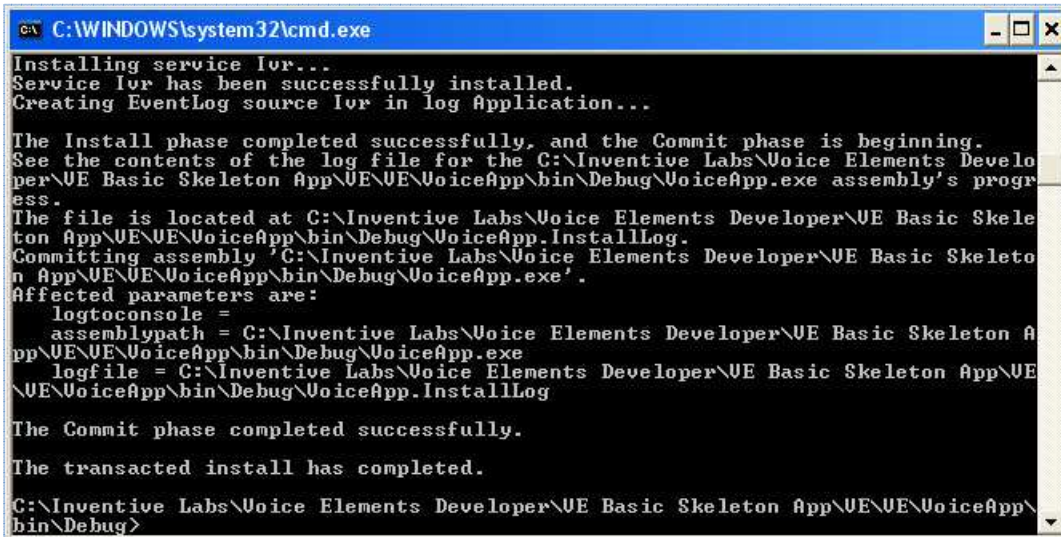 C:\WINDOWS\system32\cmd.exe
Installing service Ivr...
Service Ivr has been successfully installed.
Creating EventLog source Ivr in log Application...
The Install phase completed successfully, and the Commit phase is beginning.
See the contents of the log file for the C:\Inventive Labs\Voice Elements Develo
per\VE Basic Skeleton App\VE\VE\VoiceApp\bin\Debug\VoiceApp.exe assembly's progr
ess.
The file is located at C:\Inventive Labs\Voice Elements Developer\VE Basic Skele
ton App\VE\VE\VoiceApp\bin\Debug\VoiceApp.InstallLog.
Committing assembly 'C:\Inventive Labs\Voice Elements Developer\VE Basic Skeleto
n App\VE\VE\VoiceApp\bin\Debug\VoiceApp.exe'.
Affected parameters are:
   logtoconsole =
   assemblypath = C:\Inventive Labs\Voice Elements Developer\VE Basic Skeleton A
pp\VE\VE\VoiceApp\bin\Debug\VoiceApp.exe
   logfile = C:\Inventive Labs\Voice Elements Developer\VE Basic Skeleton App\VE
\VE\VoiceApp\bin\Debug\VoiceApp.InstallLog
The Commit phase completed successfully.
The transacted install has completed.
C:\Inventive Labs\Voice Elements Developer\VE Basic Skeleton App\VE\VE\VoiceApp\
bin\Debug>